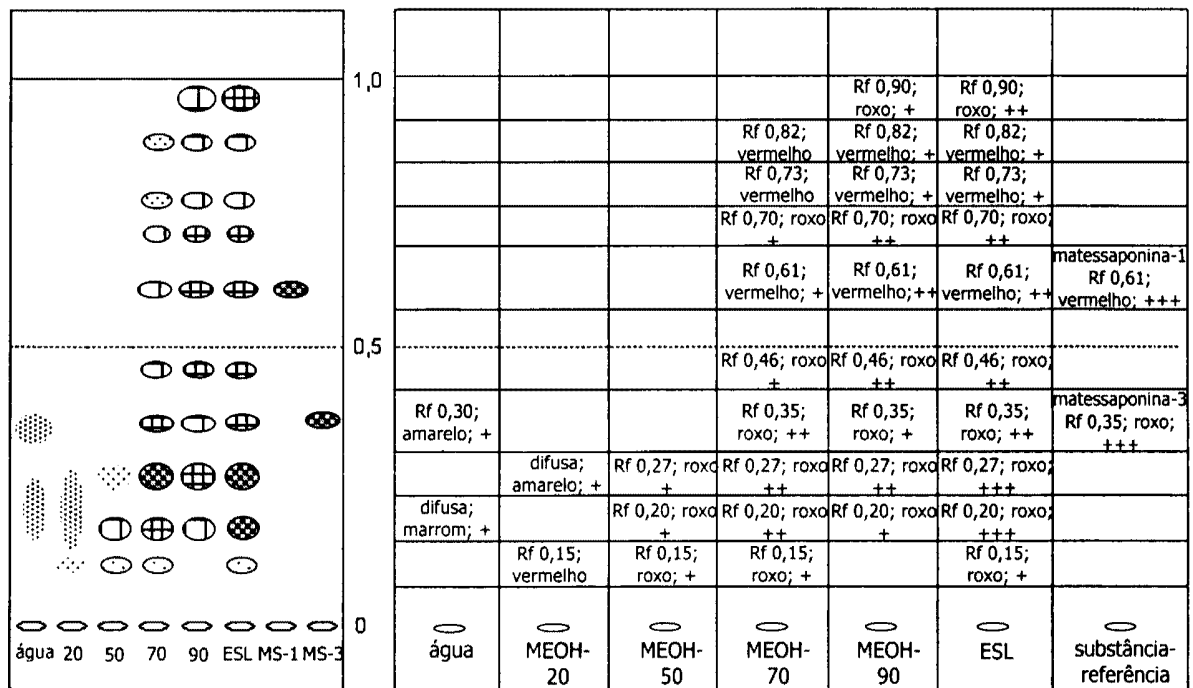 1,0
0,5
0
água 20 50 70 90 ESL MS-1 MS-3
Rf 0,90;
roxo; +
Rf 0,90;
roxo; ++
Rf 0,82;
vermelho
Rf 0,82;
vermelho; +
Rf 0,82;
vermelho; +
Rf 0,73;
vermelho
Rf 0,73;
vermelho; +
Rf 0,73;
vermelho; +
Rf 0,70; roxo
+
Rf 0,70; roxo
++
Rf 0,70; roxo;
++
Rf 0,61;
vermelho; +
Rf 0,61;
vermelho;++
Rf 0,61;
vermelho; ++
matessaponina-1
Rf 0,61;
vermelho; +++
Rf 0,46; roxo
+
Rf 0,46; roxo
++
Rf 0,46; roxo;
++
Rf 0,30;
amarelo; +
Rf 0,35;
roxo; ++
Rf 0,35;
roxo; +
Rf 0,35;
roxo; ++
matessaponina-3
Rf 0,35; roxo;
+++
difusa;
amarelo; +
Rf 0,27; roxo
+
Rf 0,27; roxo
++
Rf 0,27; roxo
++
Rf 0,27; roxo;
+++
difusa;
marrom; +
Rf 0,20; roxo
+
Rf 0,20; roxo
++
Rf 0,20; roxo
+
Rf 0,20; roxo;
+++
Rf 0,15;
vermelho
Rf 0,15;
roxo; +
Rf 0,15;
roxo; +
Rf 0,15;
roxo; +
água
MEOH-
20
MEOH-
50
MEOH-
70
MEOH-
90
ESL
substância-
referência